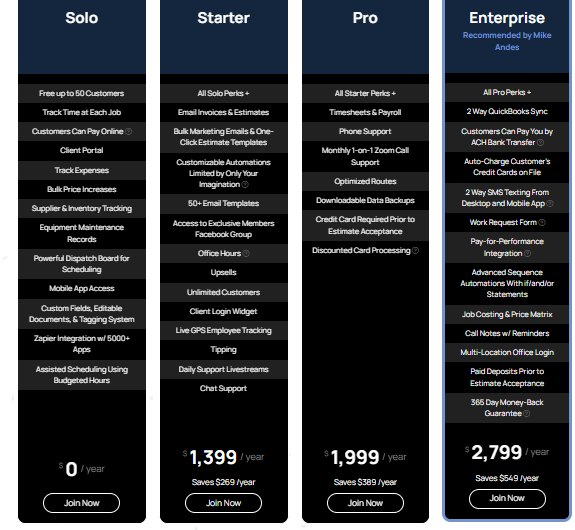 Solo
Free up to 50 Customers
Track Time at Each Job
Customers Can Pay Online
Client Portal
Track Expenses
Bulk Price Increases
Supplier & Inventory Tracking
Equipment Maintenance
Records
Powerful Dispatch Board for
Scheduling
Mobile App Access
Custom Fields, Editable
Documents, & Tagging System
Zapier Integration w/ 5000+
Apps
Assisted Scheduling Using
Budgeted Hours
$0 / year
Join Now
Starter
All Solo Perks +
Email Invoices & Estimates
Bulk Marketing Emails & One-
Click Estimate Templates
Customizable Automations
Limited by Only Your
Imagination
50+ Email Templates
Access to Exclusive Members
Facebook Group
Office Hours
Upsells
Unlimited Customers
Client Login Widget
Live GPS Employee Tracking
Tipping
Daily Support Livestreams
Chat Support
$1,399 / year
Saves $269 /year
Join Now
Pro
All Starter Perks +
Timesheets & Payroll
Phone Support
Monthly 1-on-1 Zoom Call
Support
Optimized Routes
Downloadable Data Backups
Credit Card Required Prior to
Estimate Acceptance
Discounted Card Processing
$1,999 / year
Saves $389 /year
Join Now
Enterprise
Recommended by Mike
Andes
All Pro Perks +
2 Way QuickBooks Sync
Customers Can Pay You by
ACH Bank Transfer
Auto-Charge Customer's
Credit Cards on File
2 Way SMS Texting From
Desktop and Mobile App
Work Request Form
Pay-for-Performance
Integration
Advanced Sequence
Automations With if/and/or
Statements
Job Costing & Price Matrix
Call Notes w/ Reminders
Multi-Location Office Login
Paid Deposits Prior to
Estimate Acceptance
365 Day Money-Back
Guarantee
$2,799 / year
Saves $549 /year
Join Now